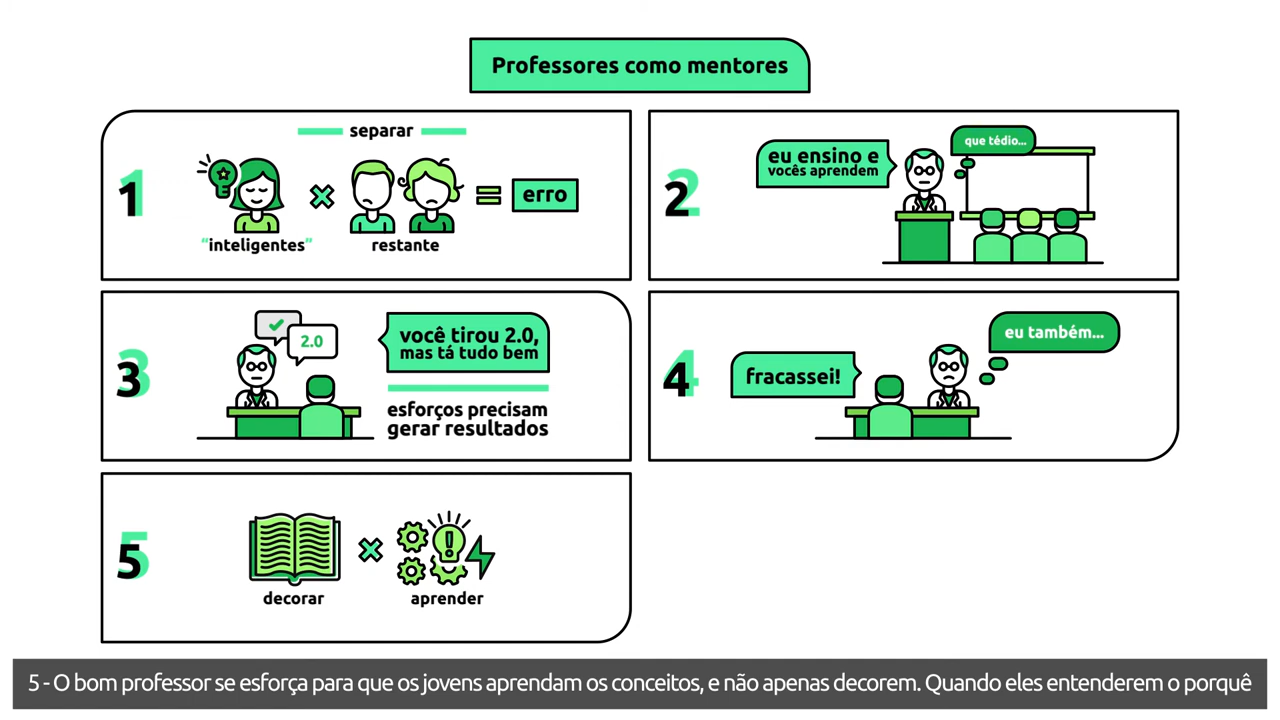 Professores como mentores
1
separar
"inteligentes"
restante
erro
2
eu ensino e
vocês aprendem
que tédio...
3
2.0
você tirou 2.0,
mas tá tudo bem
esforços precisam
gerar resultados
4
fracassei!
eu também...
5
decorar
aprender
5 - O bom professor se esforça para que os jovens aprendam os conceitos, e não apenas decorem. Quando eles entenderem o porquê